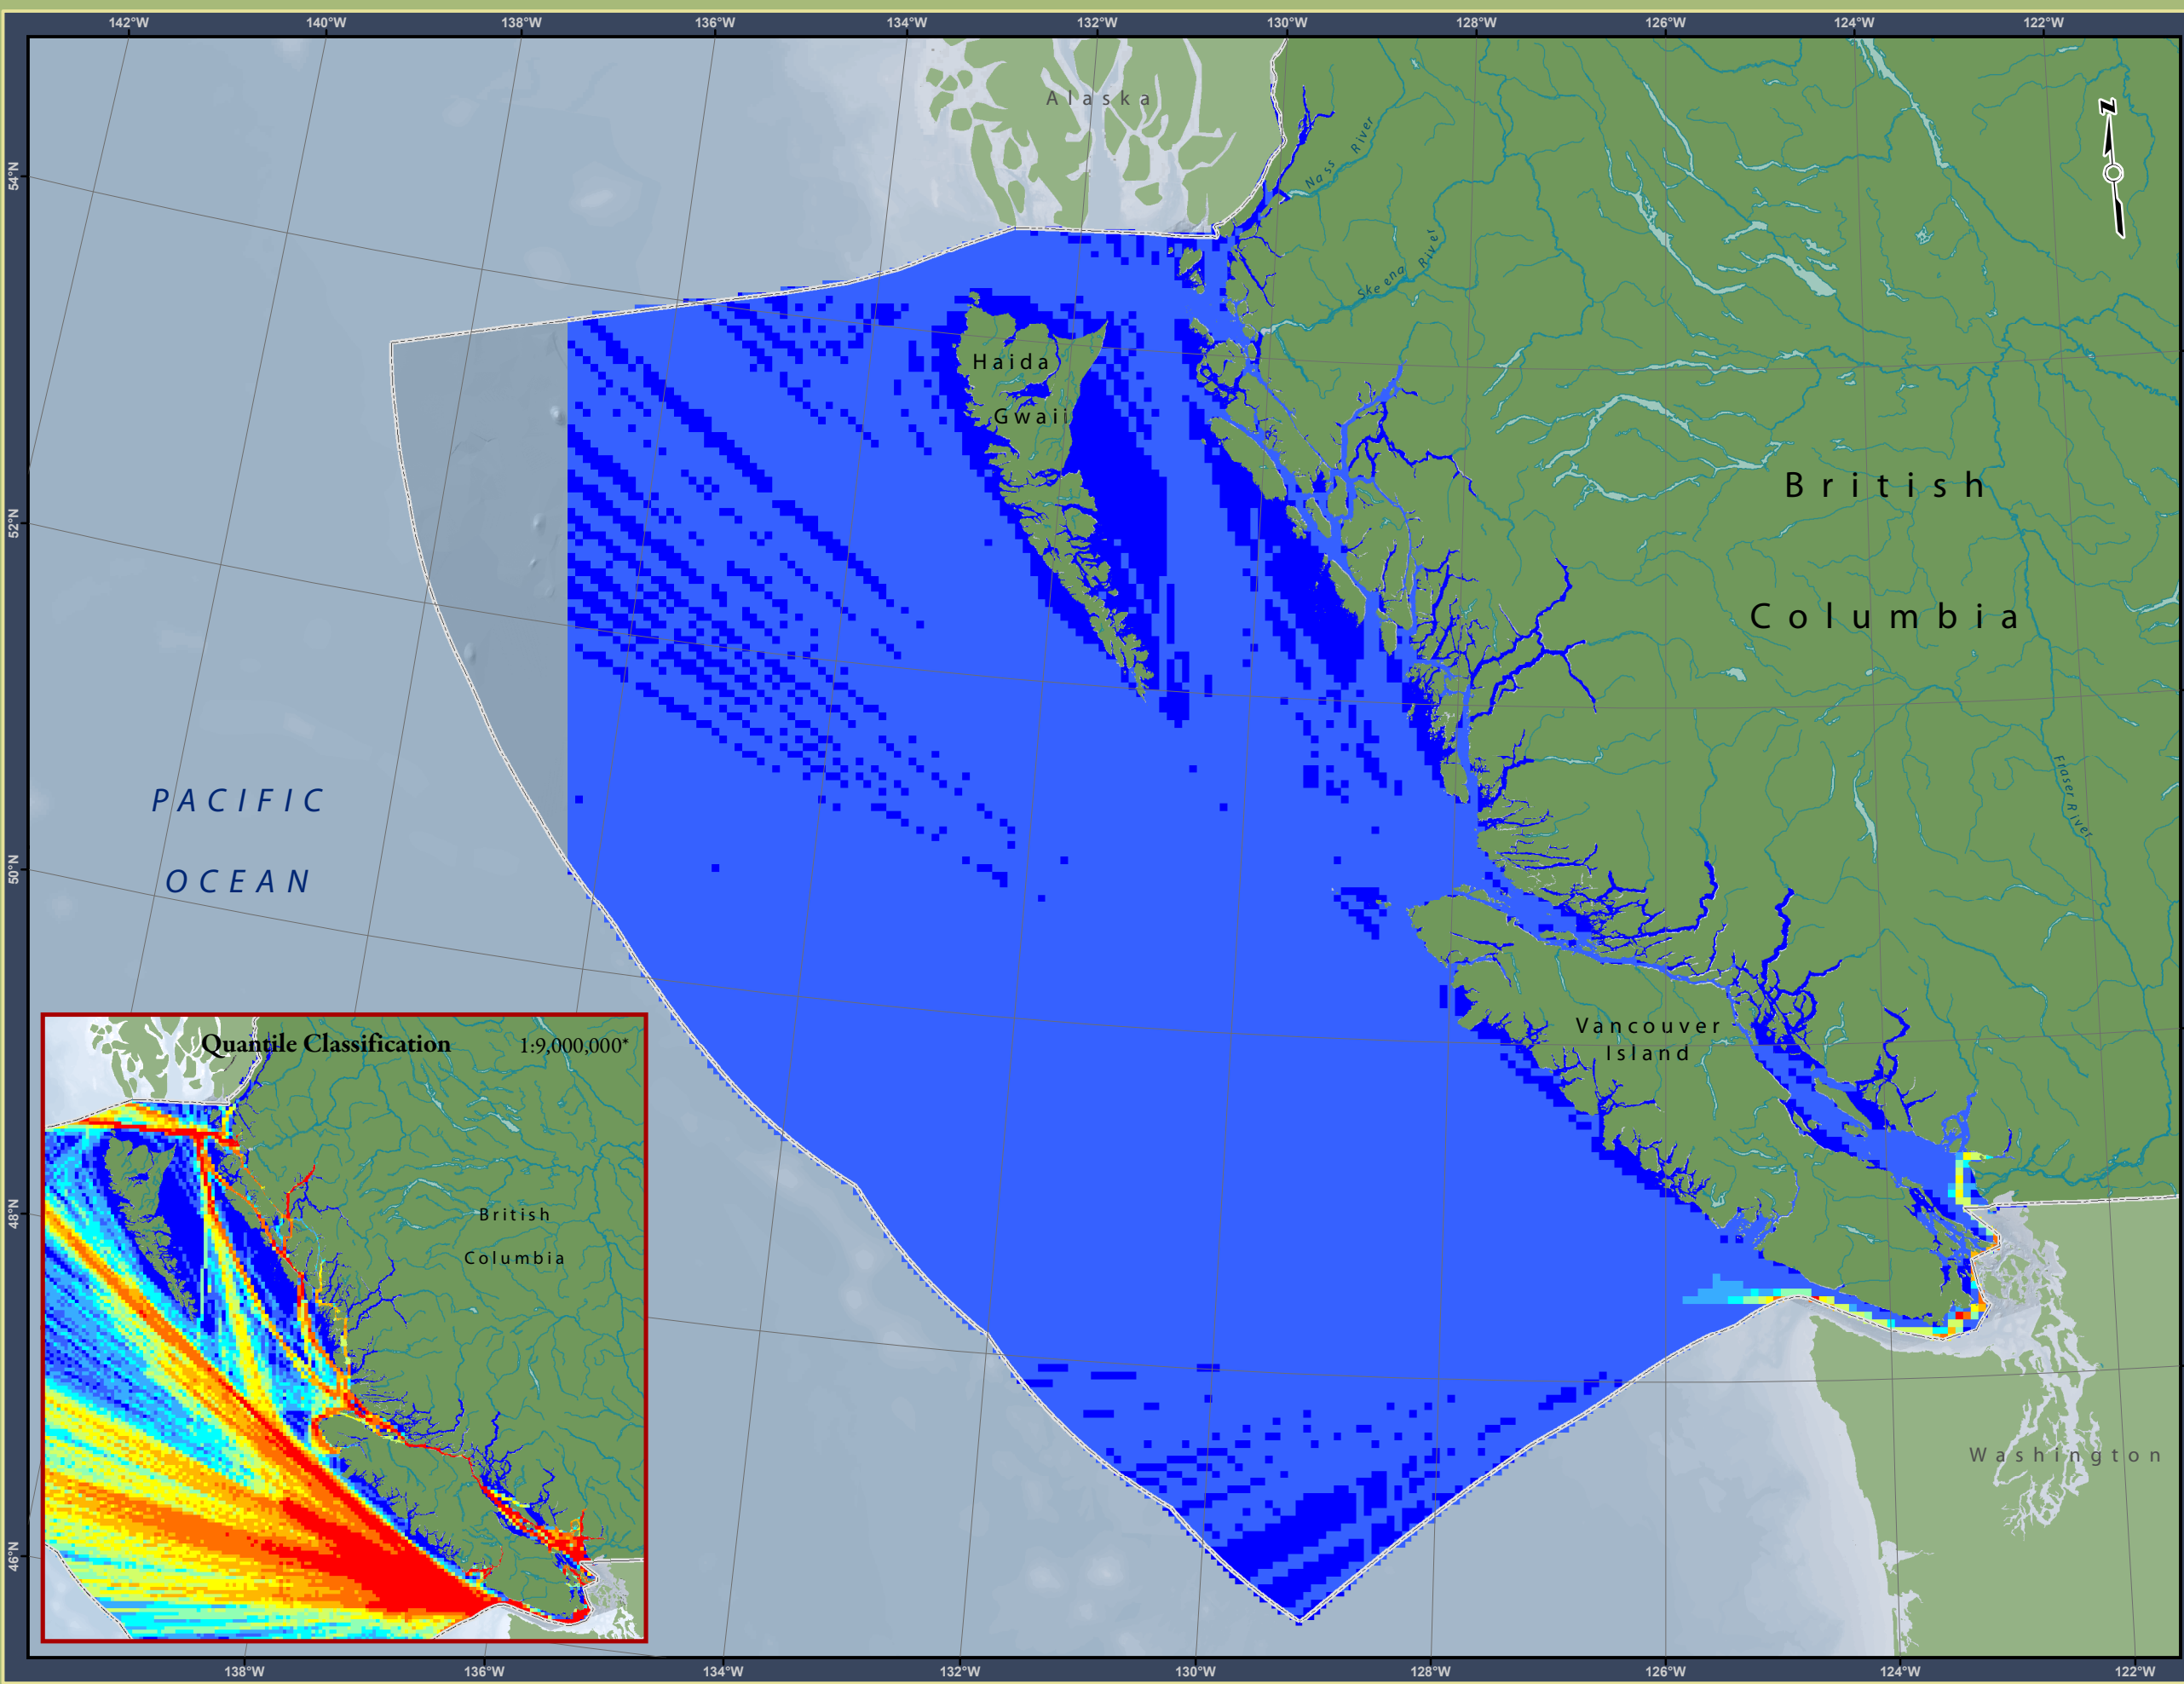 142°W 140°W 138°W 136°W 134°W 132°W 130°W 128°W 126°W 124°W 122°W
Alaska
N
Nass River
54°N
Skeena River
Haida
Gwaii
British
52°N
Columbia
PACIFIC
Fraser River
50°N
OCEAN
Vancouver
Island
Quantile Classification 1:9,000,000*
British
48°N
Columbia
Washington
46°N
138°W 136°W 134°W 132°W 130°W 128°W 126°W 124°W 122°W